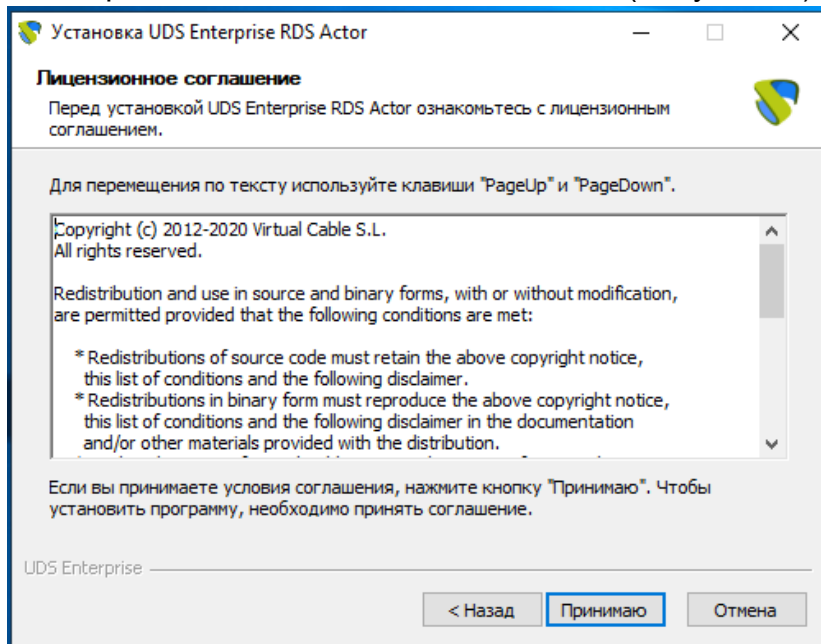 Установка UDS Enterprise RDS Actor
Лицензионное соглашение
Перед установкой UDS Enterprise RDS Actor ознакомьтесь с лицензионным
соглашением.
Для перемещения по тексту используйте клавиши "PageUp" и "PageDown".
Copyright (c) 2012-2020 Virtual Cable S.L.
All rights reserved.
Redistribution and use in source and binary forms, with or without modification,
are permitted provided that the following conditions are met:
* Redistributions of source code must retain the above copyright notice,
this list of conditions and the following disclaimer.
* Redistributions in binary form must reproduce the above copyright notice,
this list of conditions and the following disclaimer in the documentation
and/or other materials provided with the distribution.
Если вы принимаете условия соглашения, нажмите кнопку "Принимаю". Чтобы
установить программу, необходимо принять соглашение.
UDS Enterprise
< Назад Принимаю Отмена